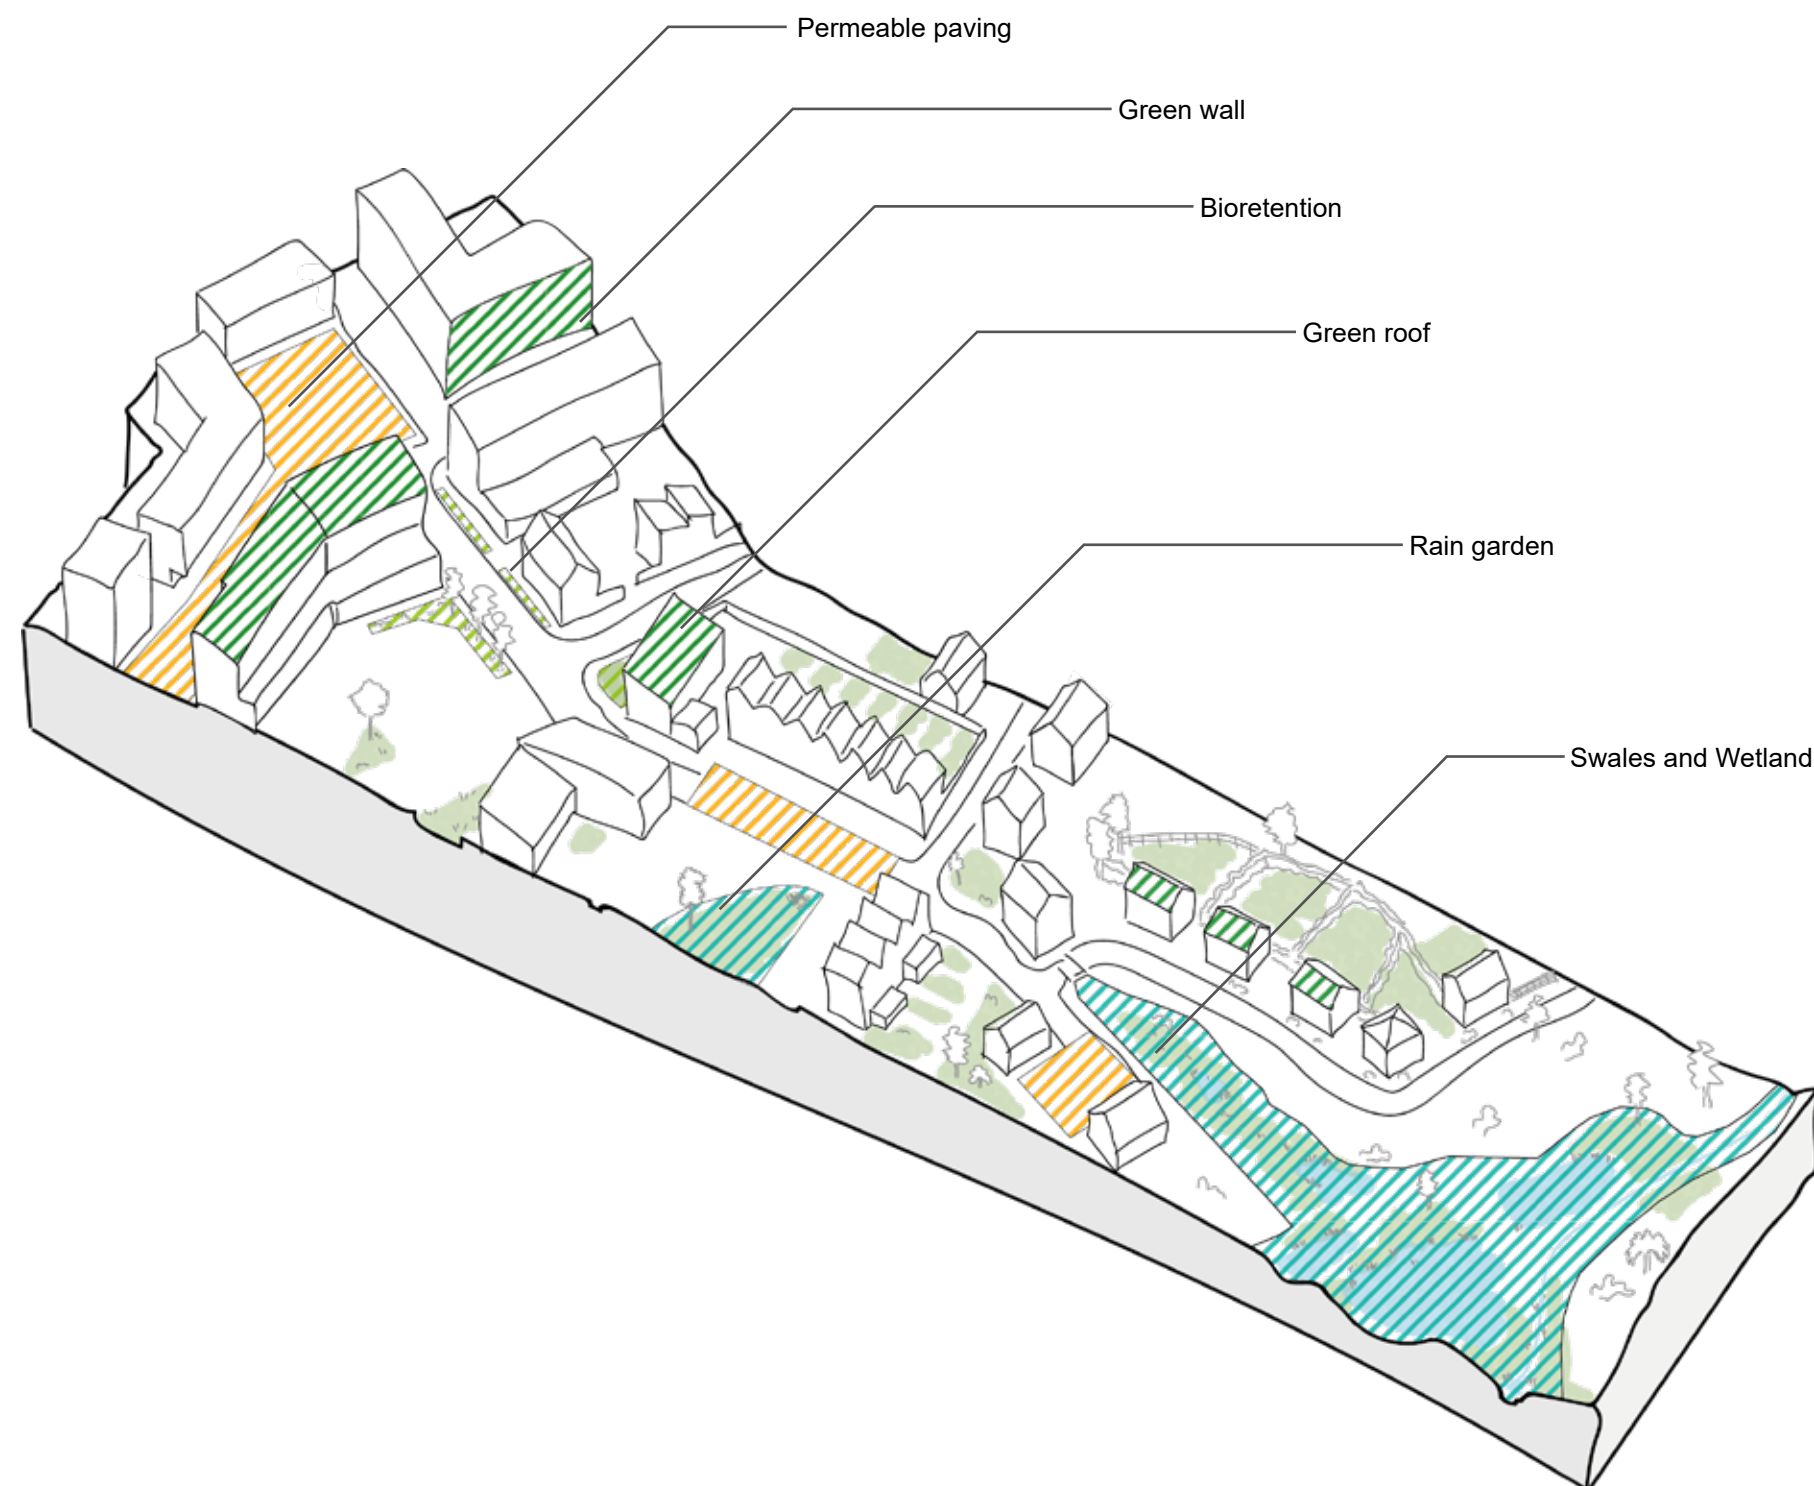 Permeable paving
Green wall
Bioretention
Green roof
Rain garden
Swales and Wetland